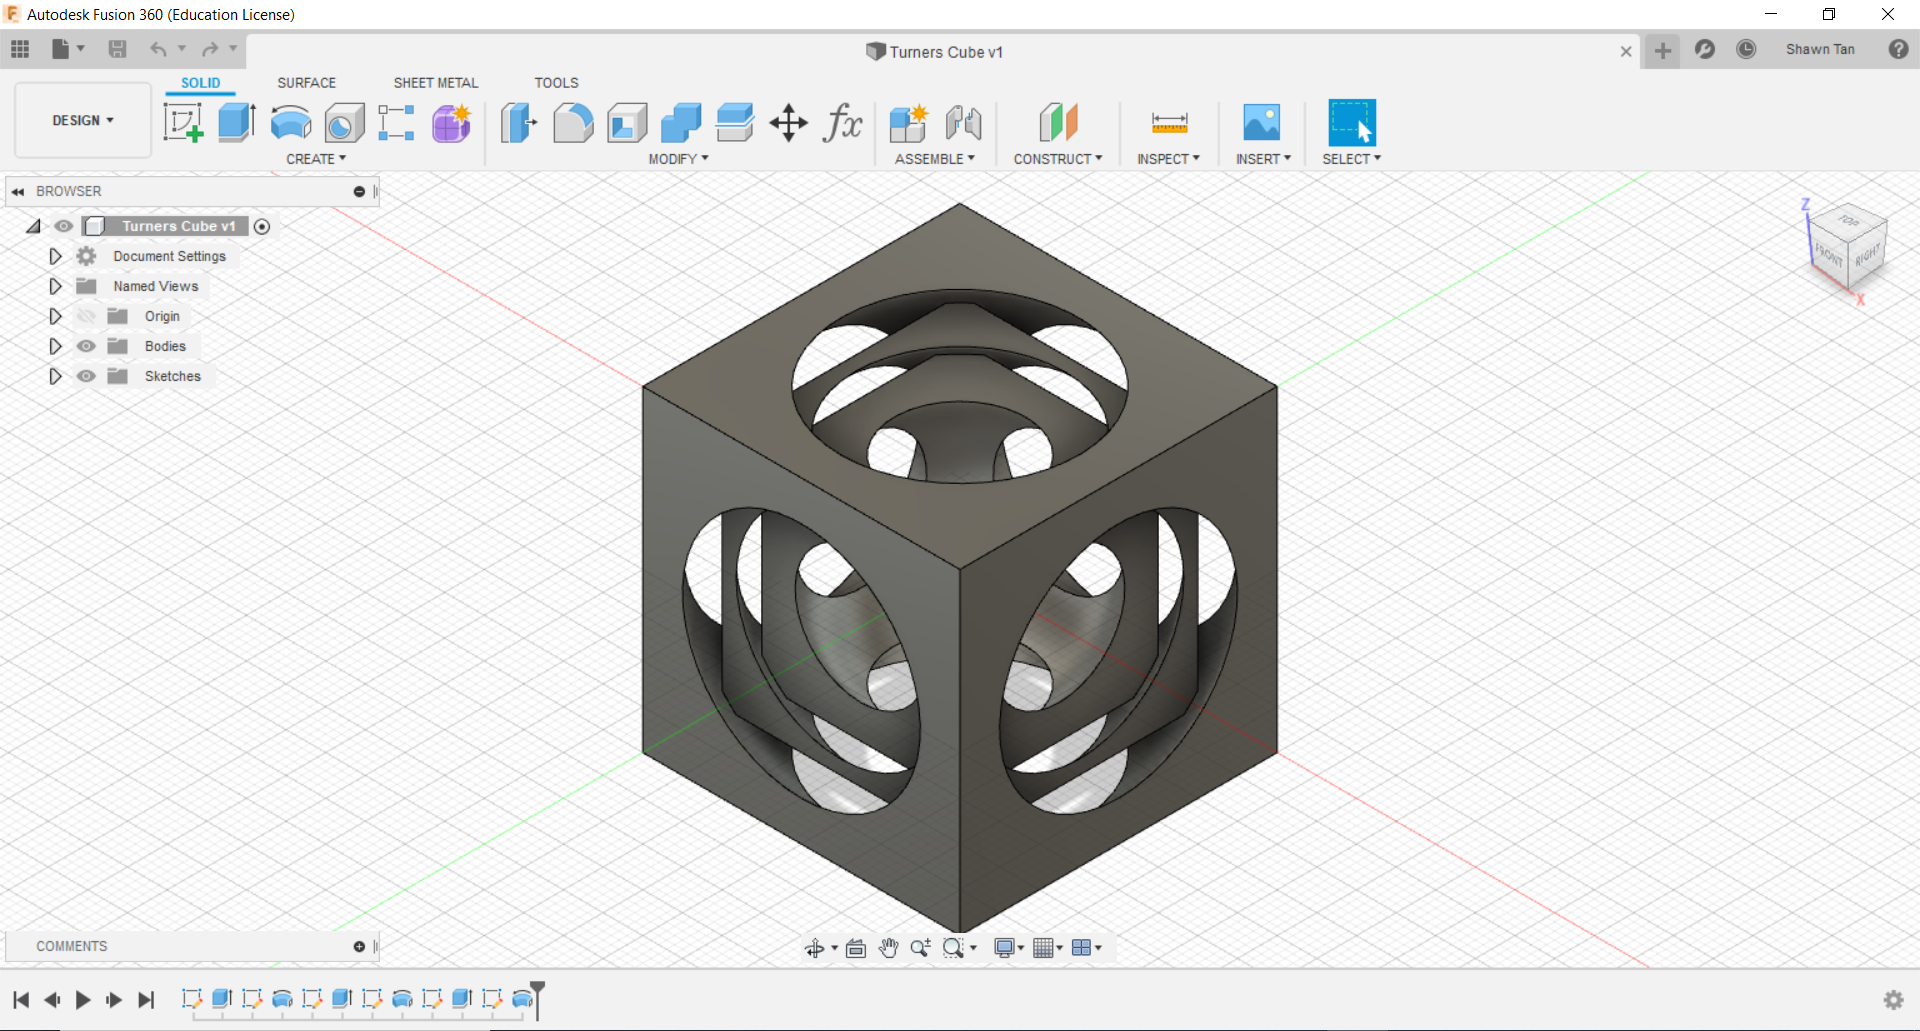 Autodesk Fusion 360 (Education License)
Turners Cube v1
Shawn Tan
SOLID SURFACE SHEET METAL TOOLS
DESIGN
CREATE MODIFY ASSEMBLE CONSTRUCT INSPECT INSERT SELECT
BROWSER
Turners Cube v1
Document Settings
Named Views
Origin
Bodies
Sketches
Z
TOP
FRONT
RIGHT
X
COMMENTS